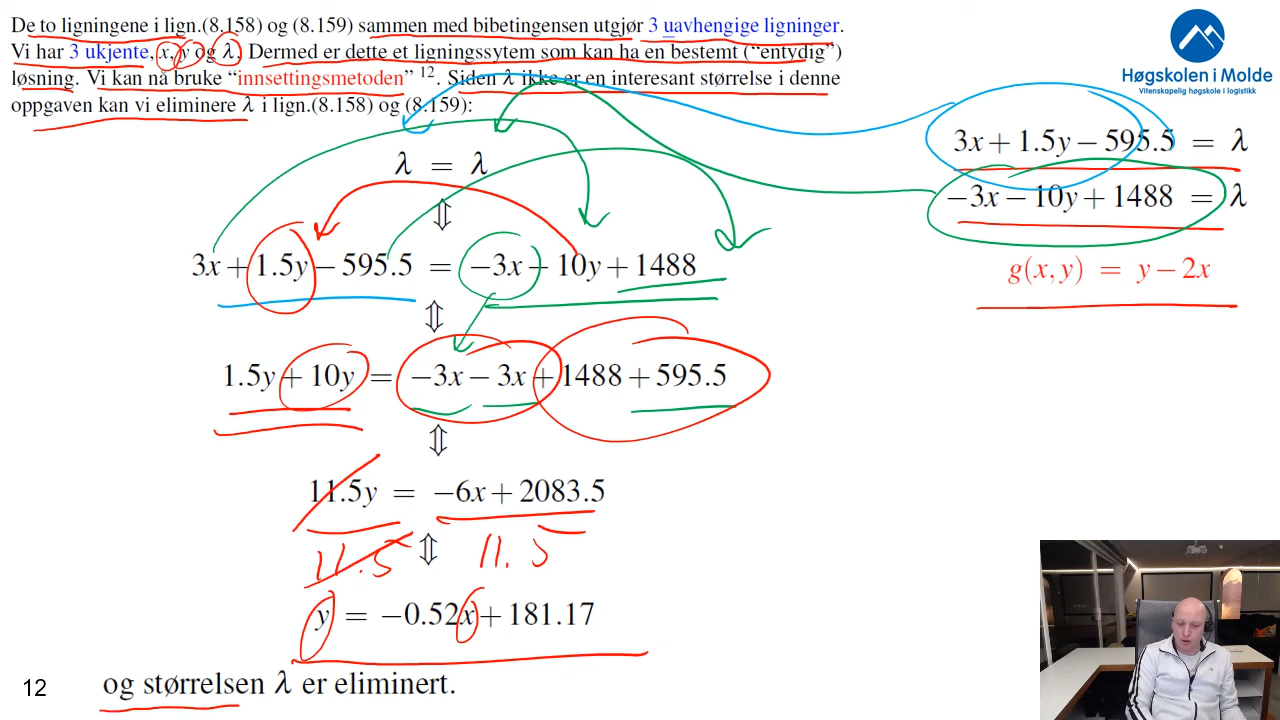 De to ligningene i lign.(8.158) og (8.159) sammen med bibetingensen utgjør 3 uavhengige ligninger.
Vi har 3 ukjente, x, y og λ. Dermed er dette et ligningssytem som kan ha en bestemt (“entydig”)
løsning. Vi kan nå bruke “innsettingsmetoden” 12. Siden λ ikke er en interesant størrelse i denne
oppgaven kan vi eliminere λ i lign.(8.158) og (8.159):
Høgskolen i Molde
Vitenskapelig høgskole i logistikk
3x + 1.5y − 595.5 = λ
−3x − 10y + 1488 = λ
g(x,y) = y − 2x
λ = λ
⇕
3x + 1.5y − 595.5 = −3x − 10y + 1488
⇕
1.5y + 10y = −3x − 3x + 1488 + 595.5
⇕
11.5y = −6x + 2083.5
11.5 ⇕ 11.5
y = −0.52x + 181.17
12 og størrelsen λ er eliminert.